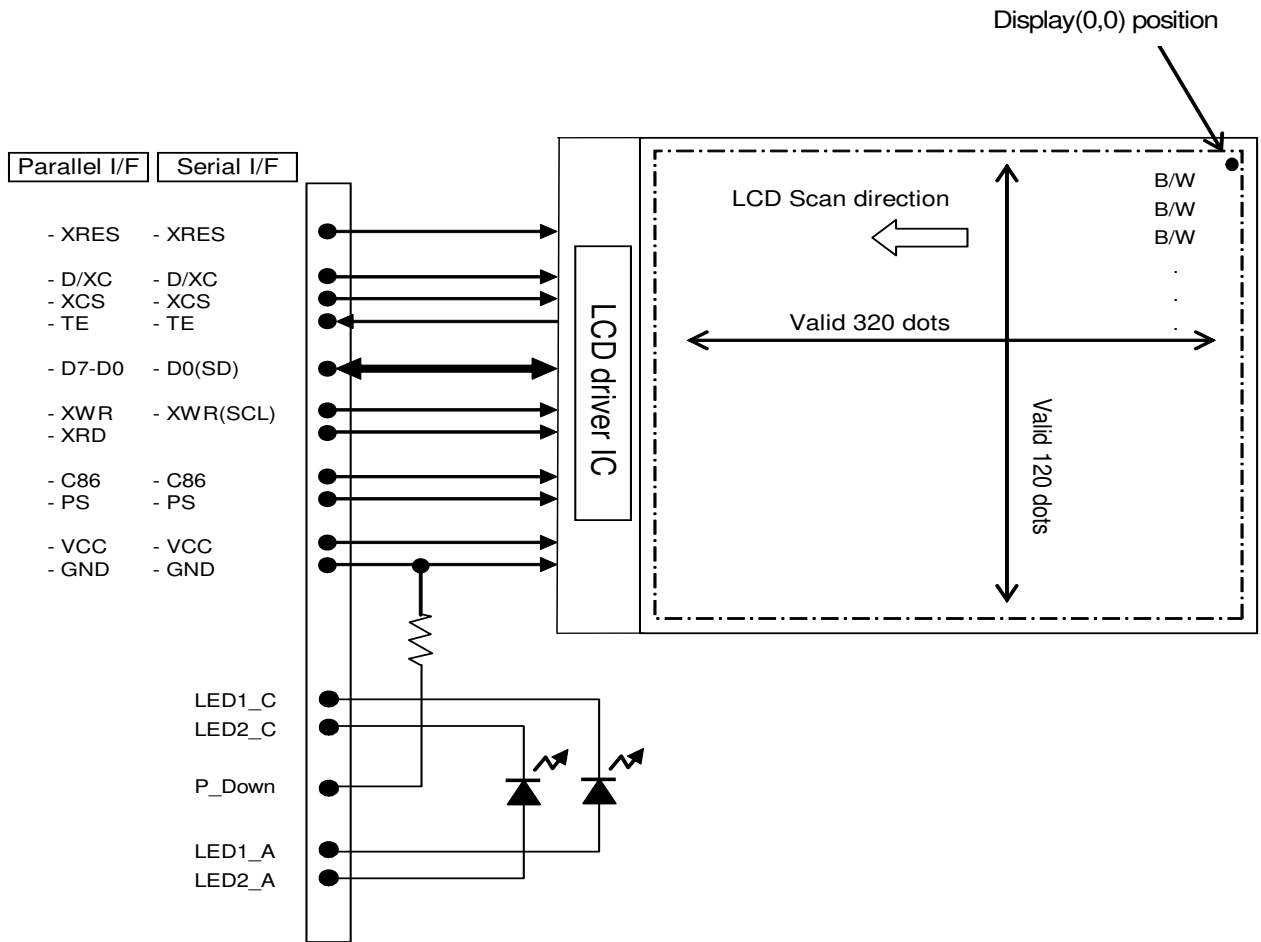 Display(0,0) position
Parallel I/F Serial I/F
- XRES - XRES
- D/XC - D/XC
- XCS - XCS
- TE - TE
- D7-D0 - D0(SD)
- XWR - XWR(SCL)
- XRD
- C86 - C86
- PS - PS
- VCC - VCC
- GND - GND
LED1_C
LED2_C
P_Down
LED1_A
LED2_A
LCD driver IC
LCD Scan direction
B/W
B/W
B/W
.
.
.
Valid 320 dots
Valid 120 dots